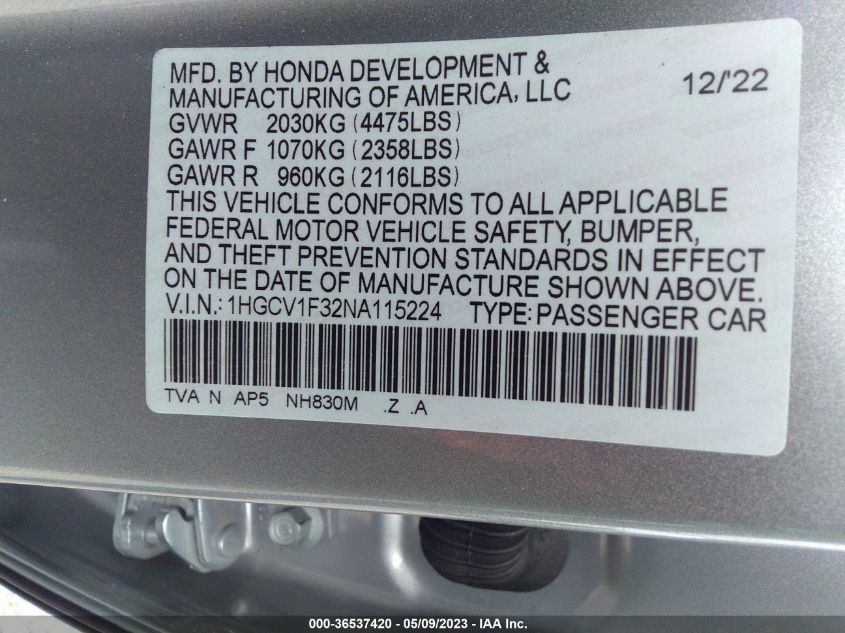 MFD. BY HONDA DEVELOPMENT &
MANUFACTURING OF AMERICA, LLC 12/'22
GVWR 2030KG (4475LBS)
GAWR F 1070KG (2358LBS)
GAWR R 960KG (2116LBS)
THIS VEHICLE CONFORMS TO ALL APPLICABLE
FEDERAL MOTOR VEHICLE SAFETY, BUMPER,
AND THEFT PREVENTION STANDARDS IN EFFECT
ON THE DATE OF MANUFACTURE SHOWN ABOVE.
V.I.N.: 1HGCV1F32NA115224 TYPE: PASSENGER CAR
TVA N AP5 NH830M .Z .A
000-36537420 - 05/09/2023 - IAA Inc.